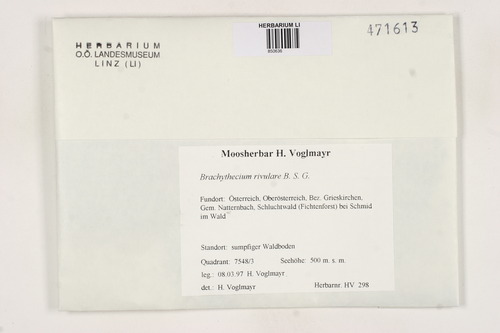 HERBARIUM LI
471613
HERBARIUM
O.Ö. LANDESMUSEUM
LINZ (LI)
Moosherbar H. Voglmayr
Brachythecium rivulare B. S. G.
Fundort: Österreich, Oberösterreich, Bez. Grieskirchen,
Gem. Natternbach, Schluchtwald (Fichtenforst) bei Schmid
im Wald
Standort: sumpfiger Waldboden
Quadrant: 7548/3 Seehöhe: 500 m. s. m.
leg.: 08.03.97 H. Voglmayr
det.: H. Voglmayr Herbarnr. HV 298